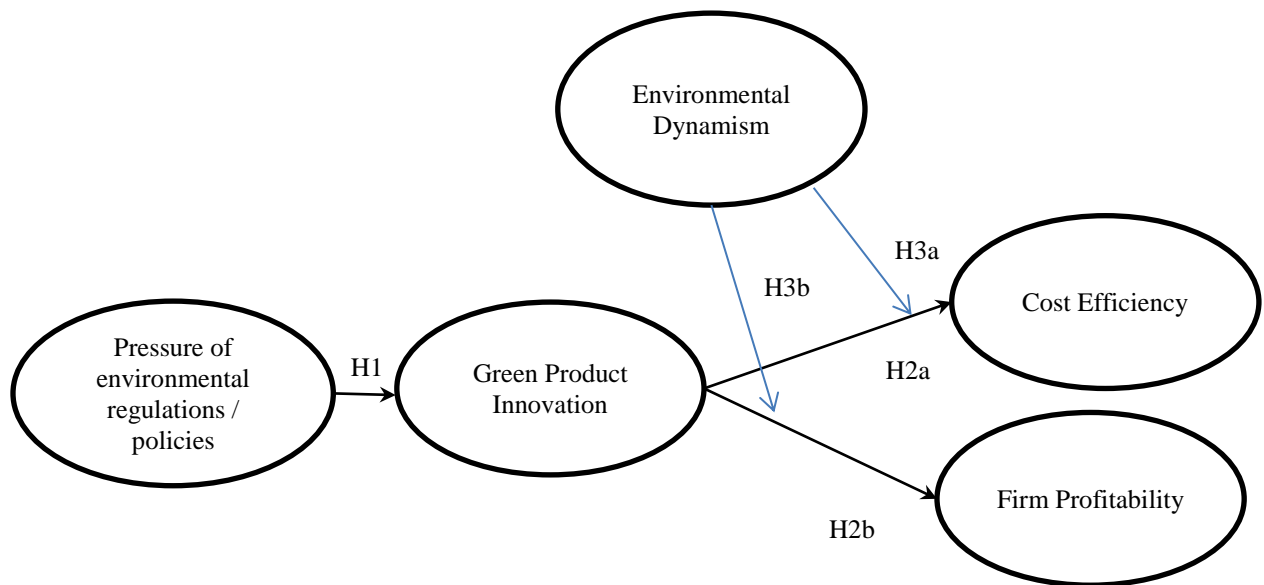 Environmental
Dynamism
H3a
H3b
Cost Efficiency
Pressure of
environmental
regulations /
policies
H1
Green Product
Innovation
H2a
Firm Profitability
H2b